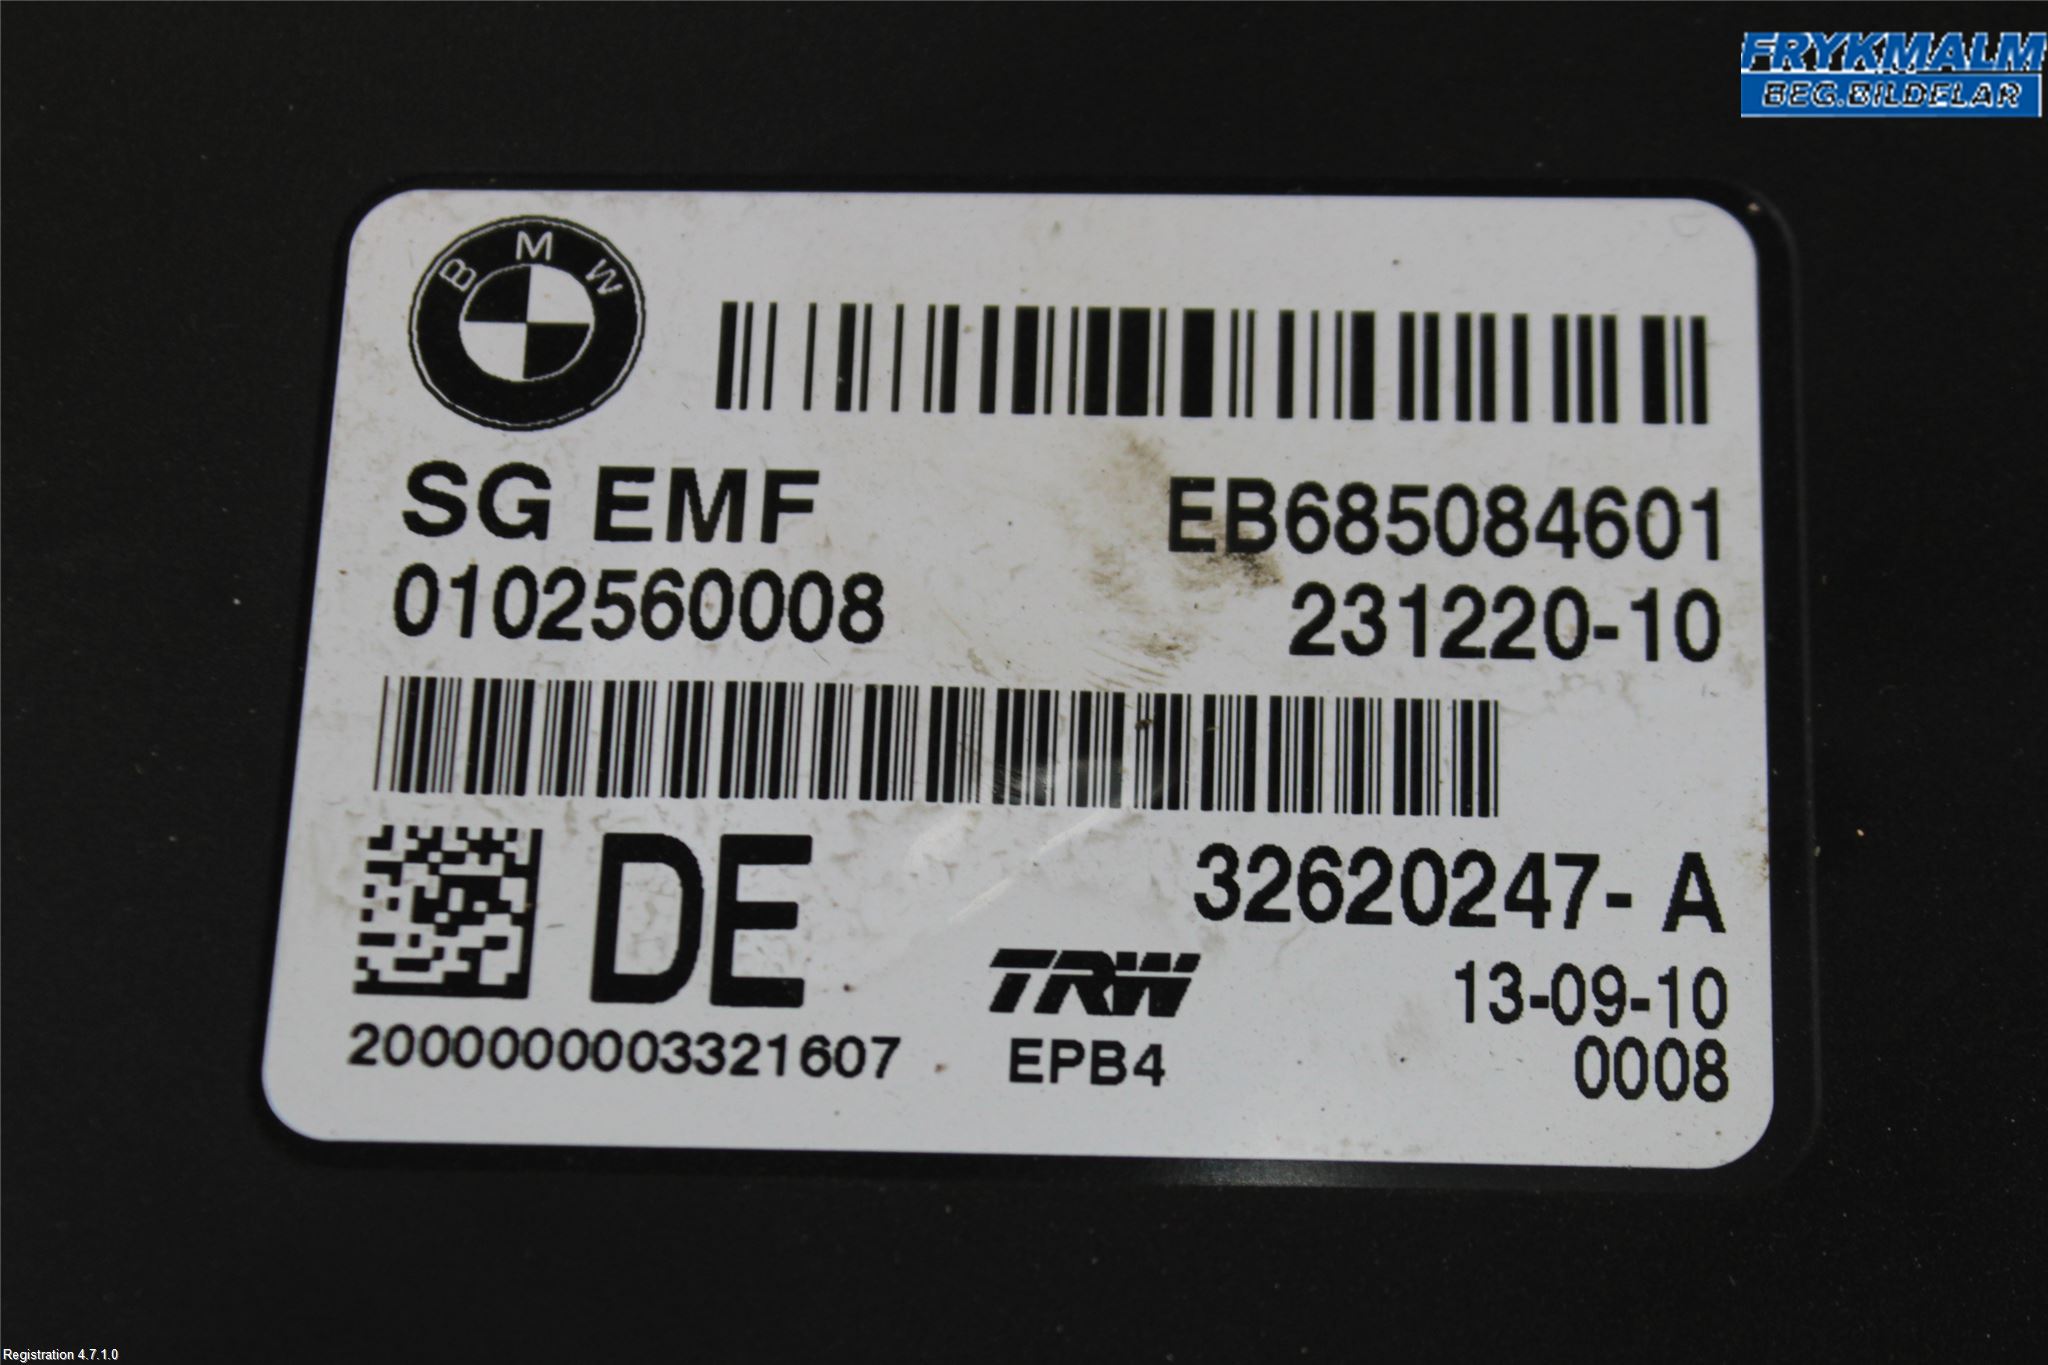 FRYKMALM
BEG.BILDELAR
BMW
SG EMF
EB685084601
0102560008
231220-10
DE
32620247- A
TRW
13-09-10
2000000003321607
EPB4
0008
Registration 4.7.1.0